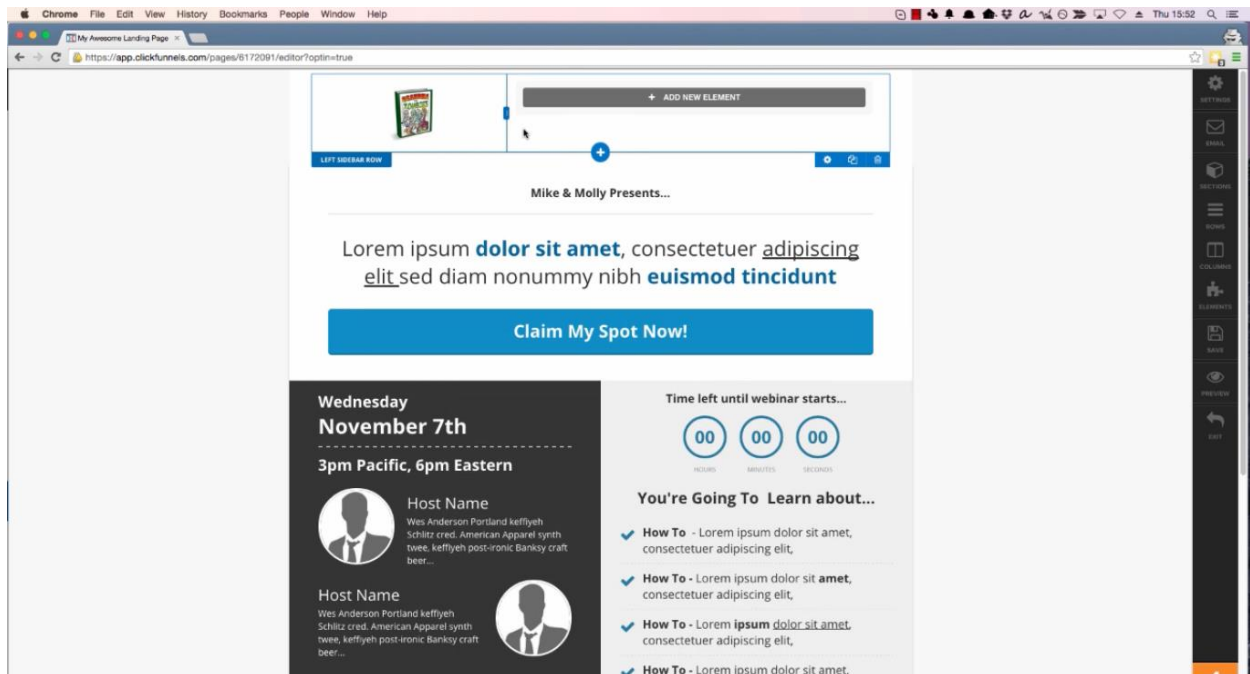 Chrome File Edit View History Bookmarks People Window Help
Thu 15:52
My Awesome Landing Page
https://app.clickfunnels.com/pages/6172091/editor?optin=true
+ ADD NEW ELEMENT
LEFT SIDEBAR ROW
Mike & Molly Presents...
Lorem ipsum dolor sit amet, consectetuer adipiscing
elit sed diam nonummy nibh euismod tincidunt
Claim My Spot Now!
Wednesday
November 7th
3pm Pacific, 6pm Eastern
Host Name
Wes Anderson Portland keffiyeh
Schlitz cred. American Apparel synth
twee, keffiyeh post-ironic Banksy craft
beer...
Host Name
Wes Anderson Portland keffiyeh
Schlitz cred. American Apparel synth
twee, keffiyeh post-ironic Banksy craft
beer...
Time left until webinar starts...
00 00 00
HOURS MINUTES SECONDS
You're Going To Learn about...
How To - Lorem ipsum dolor sit amet,
consectetuer adipiscing elit,
How To - Lorem ipsum dolor sit amet,
consectetuer adipiscing elit,
How To - Lorem ipsum dolor sit amet,
consectetuer adipiscing elit,
How To - Lorem ipsum dolor sit amet,
SETTINGS
EMAIL
SECTIONS
ROWS
COLUMNS
ELEMENTS
SAVE
PREVIEW
EXIT